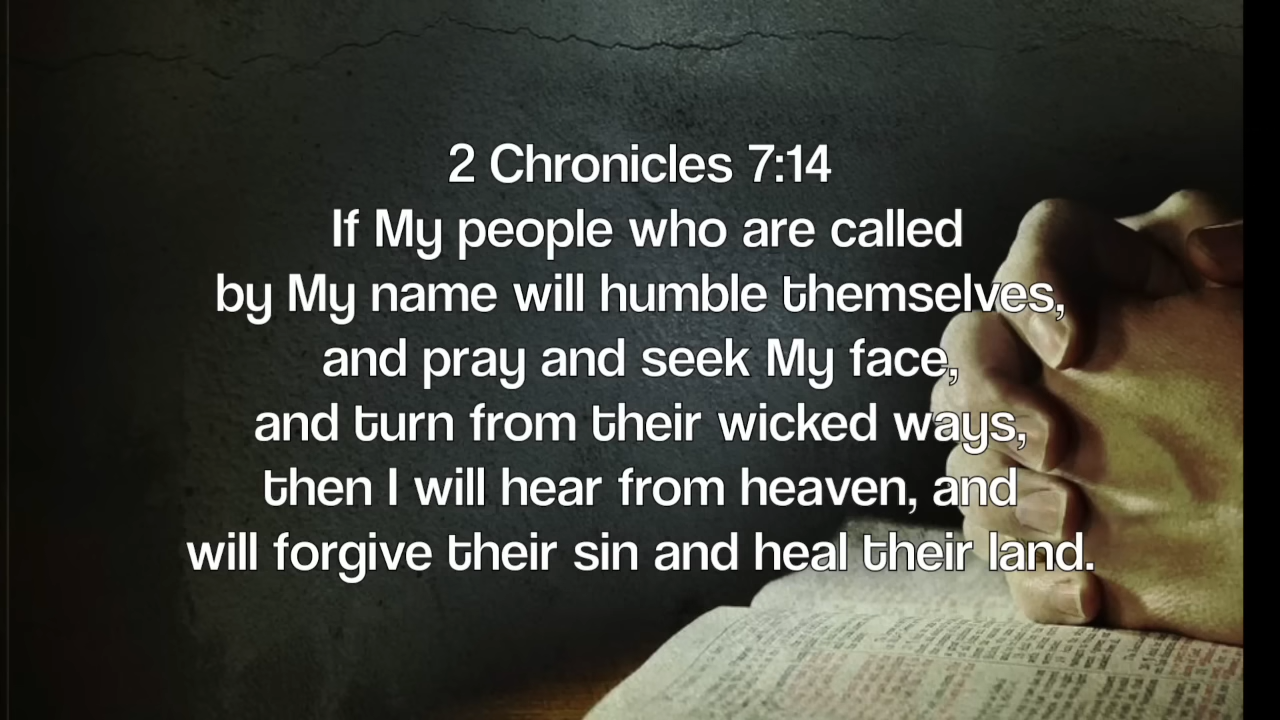 2 Chronicles 7:14
If My people who are called
by My name will humble themselves,
and pray and seek My face,
and turn from their wicked ways,
then I will hear from heaven, and
will forgive their sin and heal their land.